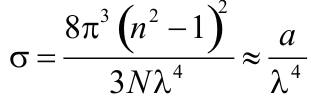 σ = 8π³(n² − 1)² / 3Nλ⁴ ≈ a / λ⁴